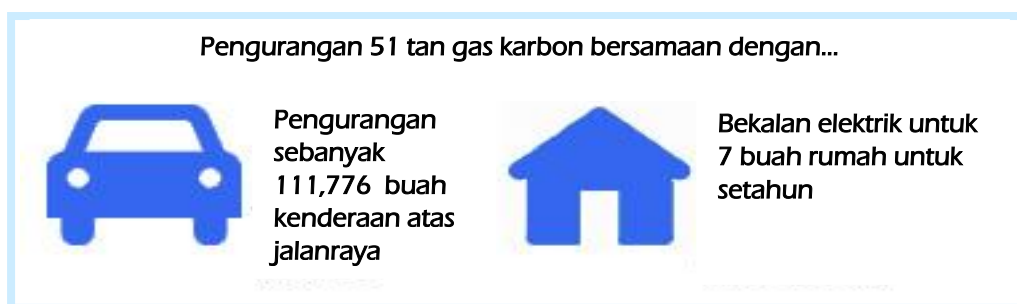 Pengurangan 51 tan gas karbon bersamaan dengan...
Pengurangan
sebanyak
111,776 buah
kenderaan atas
jalanraya
Bekalan elektrik untuk
7 buah rumah untuk
setahun